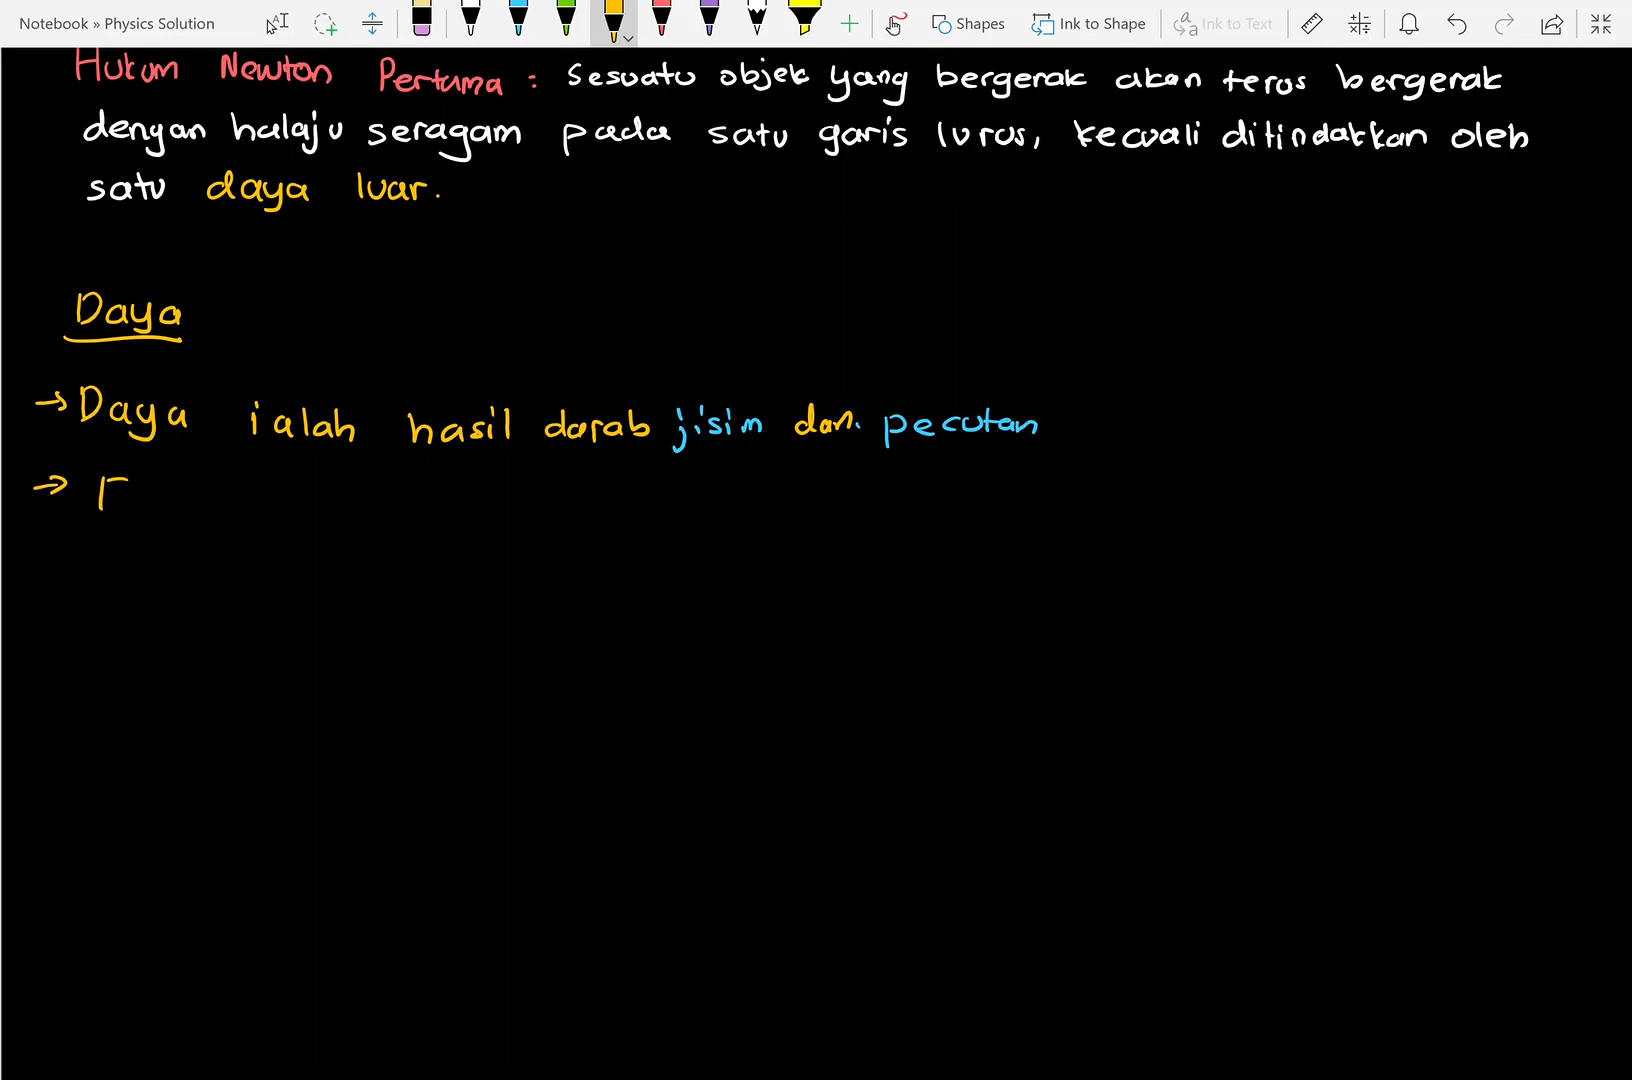 Notebook » Physics Solution Shapes Ink to Shape Ink to Text
Hukum Newton Pertama : Sesuatu objek yang bergerak akan terus bergerak
dengan halaju seragam pada satu garis lurus, kecuali ditindakkan oleh
satu daya luar.
Daya
→ Daya ialah hasil darab jisim dan pecutan
→